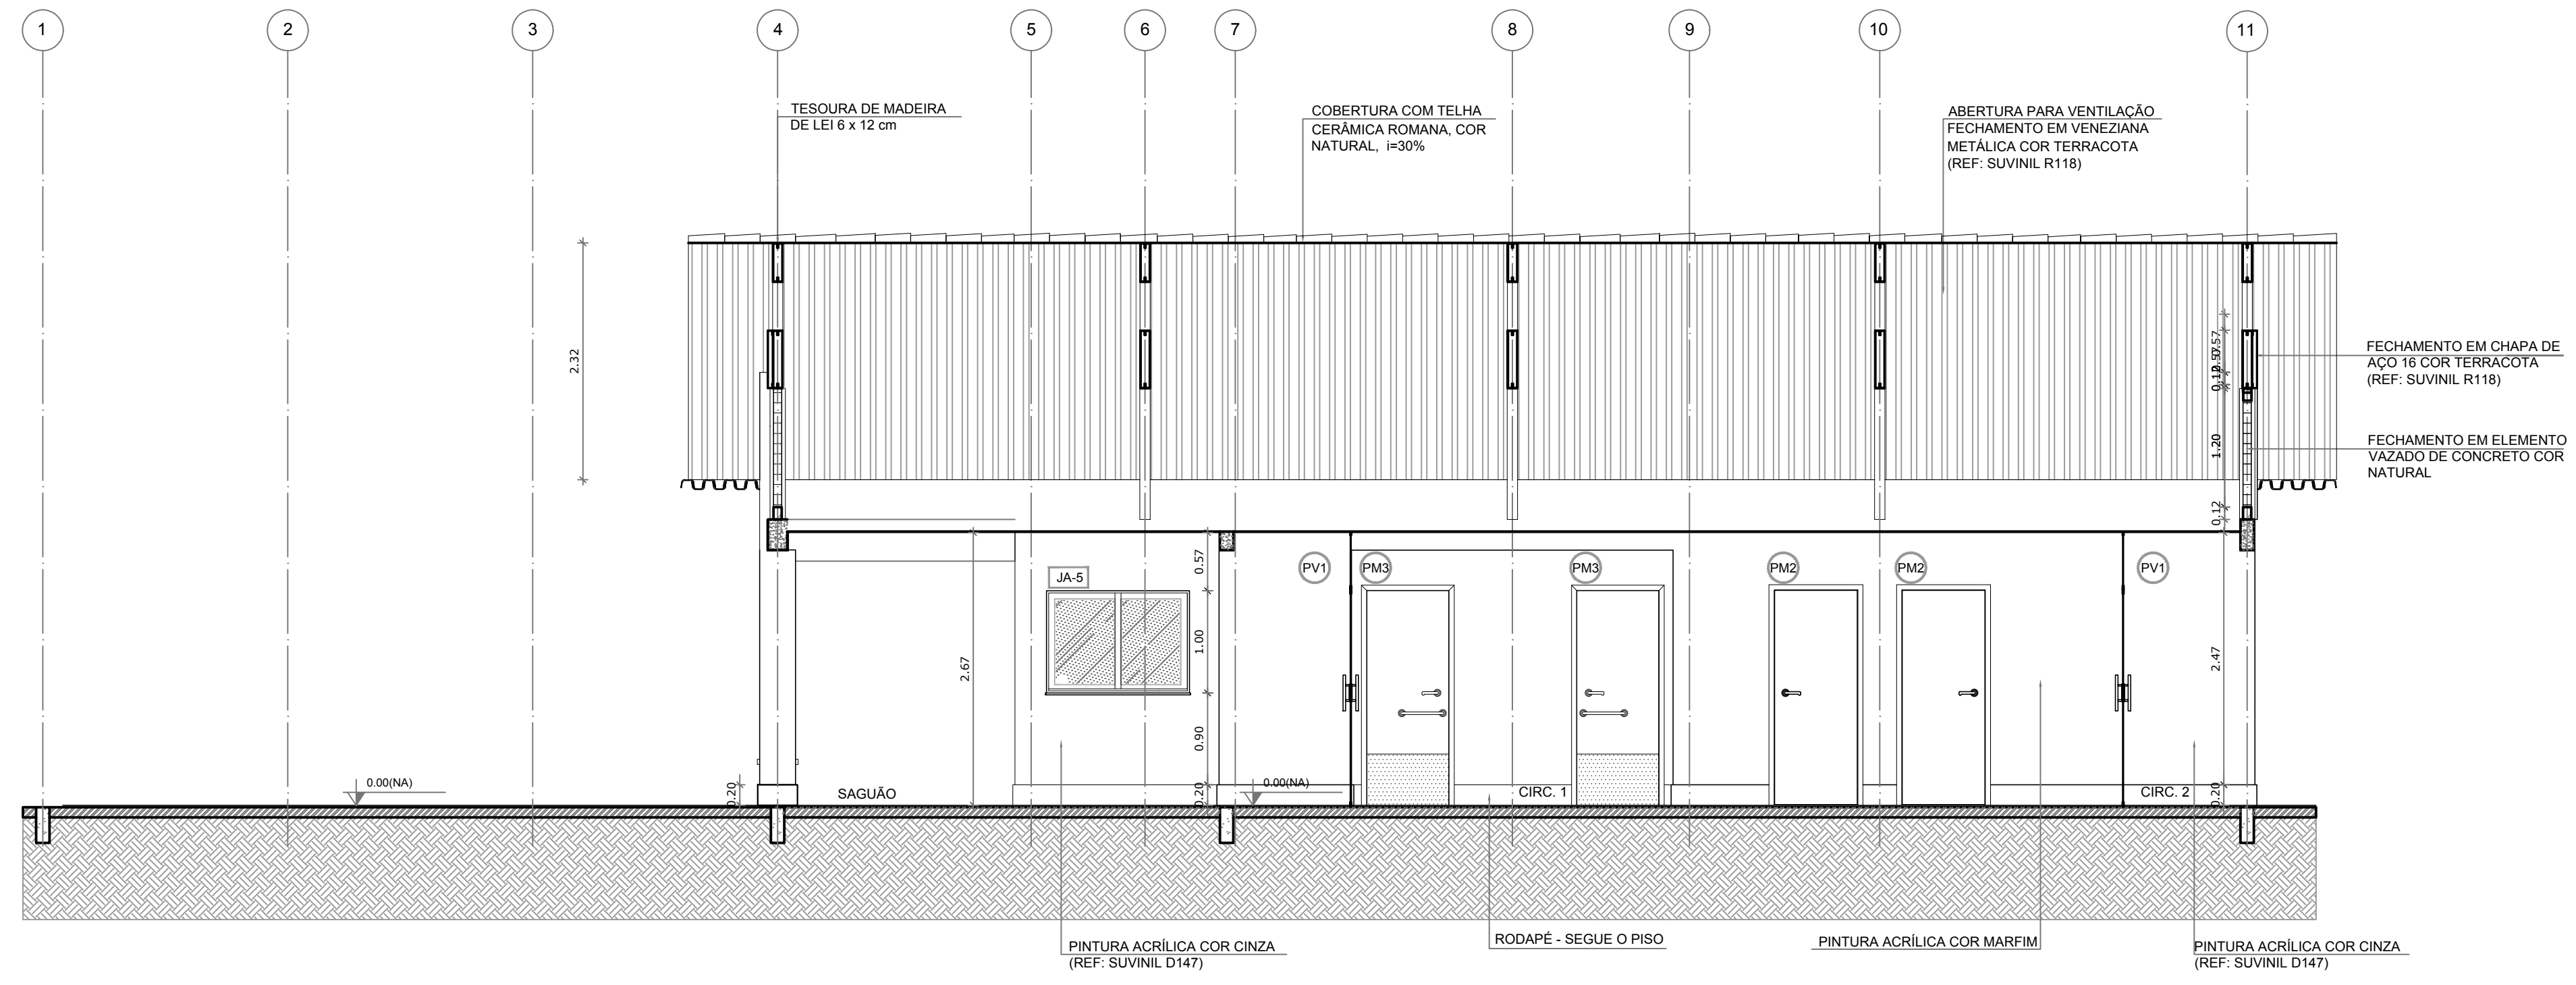 1
2
3
4
5
6
7
8
9
10
11
TESOURA DE MADEIRA
DE LEI 6 x 12 cm
COBERTURA COM TELHA
CERÂMICA ROMANA, COR
NATURAL, i=30%
ABERTURA PARA VENTILAÇÃO
FECHAMENTO EM VENEZIANA
METÁLICA COR TERRACOTA
(REF: SUVINIL R118)
2.32
0.57
FECHAMENTO EM CHAPA DE
AÇO 16 COR TERRACOTA
(REF: SUVINIL R118)
1.20
FECHAMENTO EM ELEMENTO
VAZADO DE CONCRETO COR
NATURAL
0.12
0.57
JA-5
PV1
PM3
PM3
PM2
PM2
PV1
1.00
2.67
2.47
0.90
0.00(NA)
0.20
SAGUÃO
0.20
0.00(NA)
CIRC. 1
CIRC. 2
0.20
PINTURA ACRÍLICA COR CINZA
(REF: SUVINIL D147)
RODAPÉ - SEGUE O PISO
PINTURA ACRÍLICA COR MARFIM
PINTURA ACRÍLICA COR CINZA
(REF: SUVINIL D147)